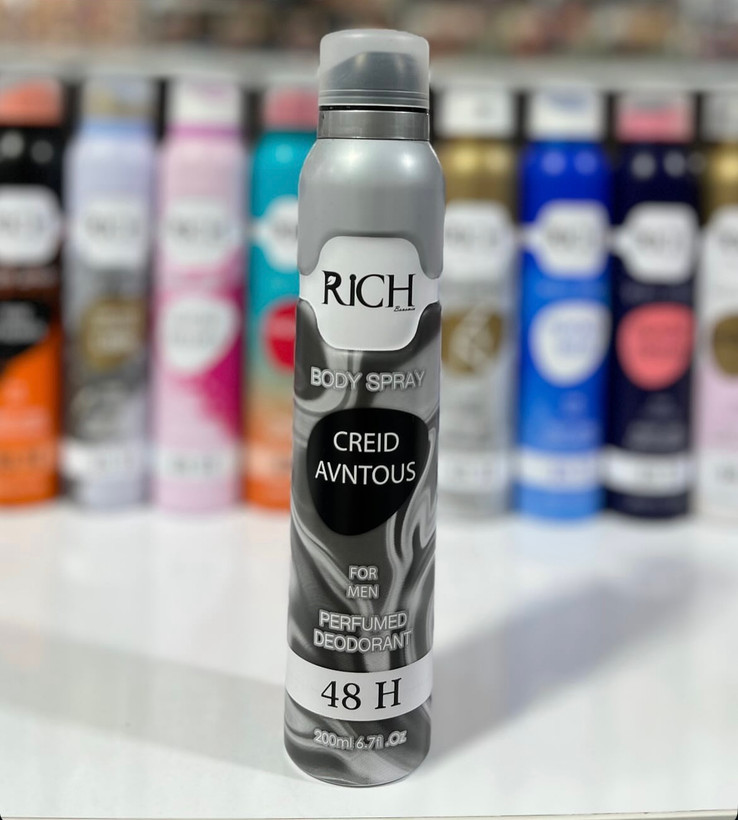 RiCH
BODY SPRAY
CREID
AVNTOUS
FOR
MEN
PERFUMED
DEODORANT
48 H
200ml 6.7fl .Oz